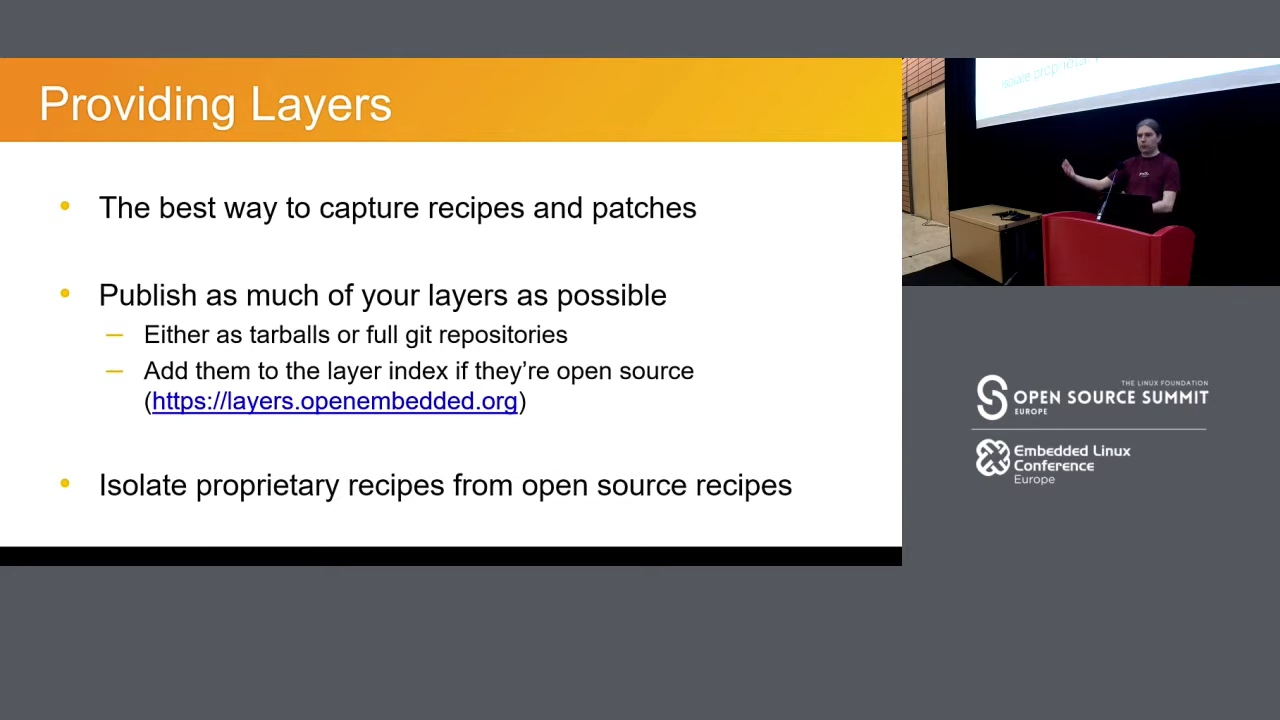 Providing Layers
• The best way to capture recipes and patches
• Publish as much of your layers as possible
— Either as tarballs or full git repositories
— Add them to the layer index if they’re open source
(https://layers.openembedded.org)
• Isolate proprietary recipes from open source recipes
isolate
THE LINUX FOUNDATION
OPEN SOURCE SUMMIT
EUROPE
Embedded Linux
Conference
Europe